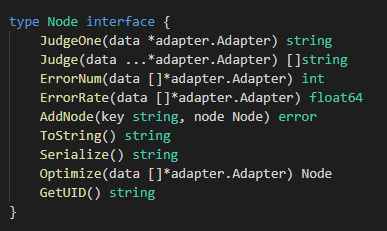 type Node interface {
    JudgeOne(data *adapter.Adapter) string
    Judge(data ...*adapter.Adapter) []string
    ErrorNum(data []*adapter.Adapter) int
    ErrorRate(data []*adapter.Adapter) float64
    AddNode(key string, node Node) error
    ToString() string
    Serialize() string
    Optimize(data []*adapter.Adapter) Node
    GetUID() string
}